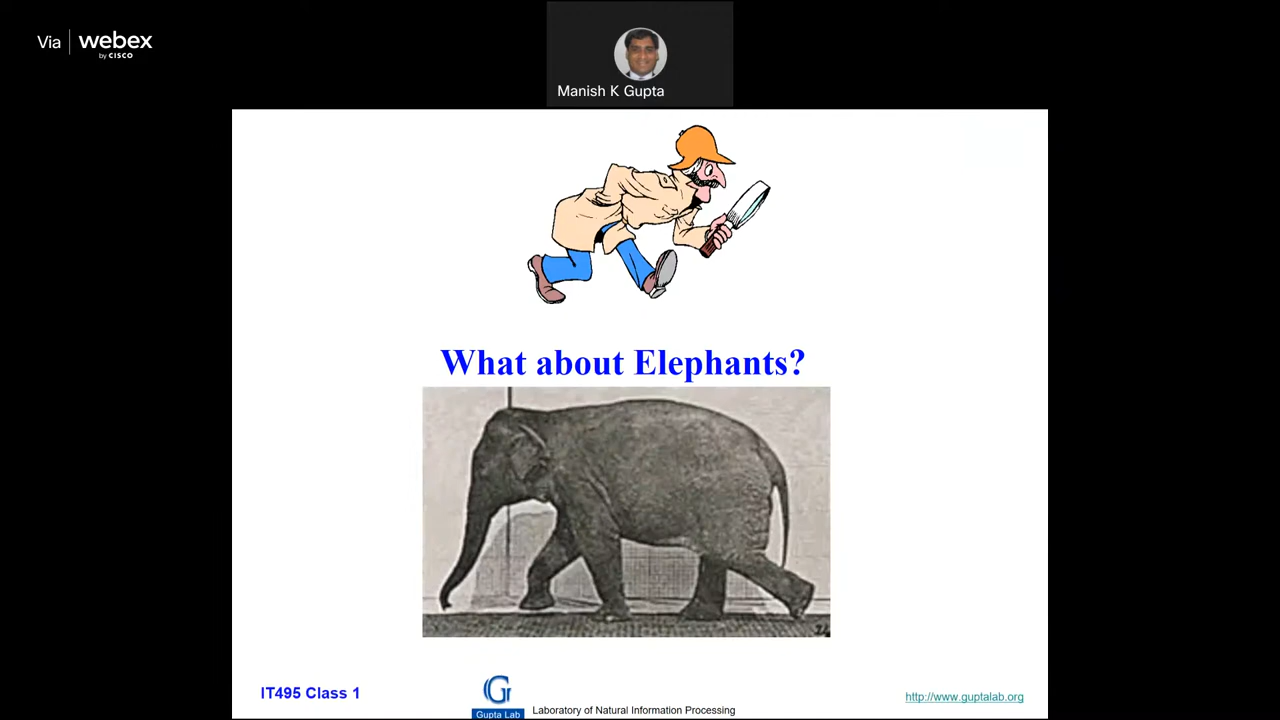 Via webex
by CISCO
Manish K Gupta
What about Elephants?
IT495 Class 1
G
Gupta Lab
Laboratory of Natural Information Processing
http://www.guptalab.org